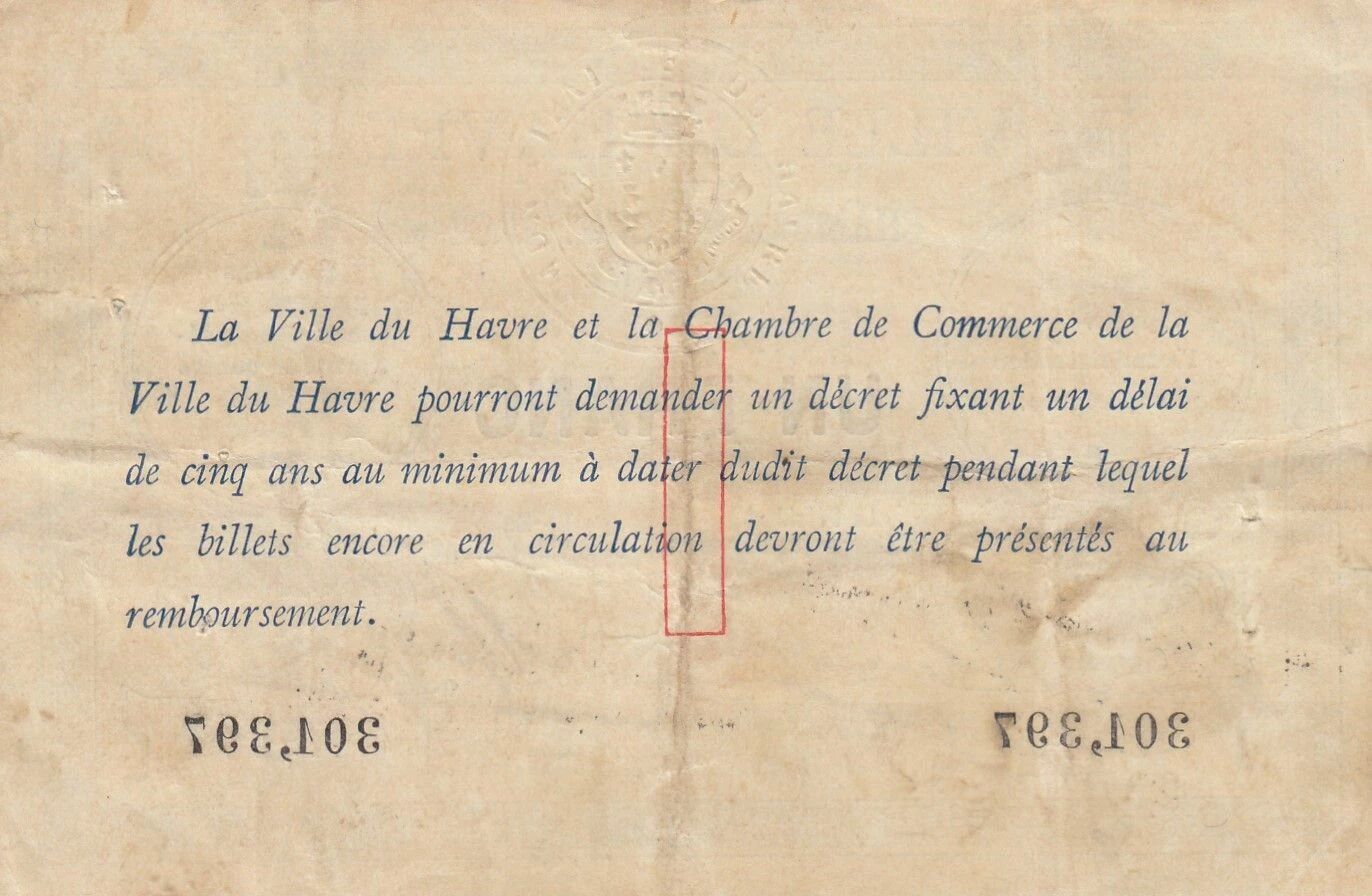 La Ville du Havre et la Chambre de Commerce de la
Ville du Havre pourront demander un décret fixant un délai
de cinq ans au minimum à dater dudit décret pendant lequel
les billets encore en circulation devront être présentés au
remboursement.
301,397 301,397